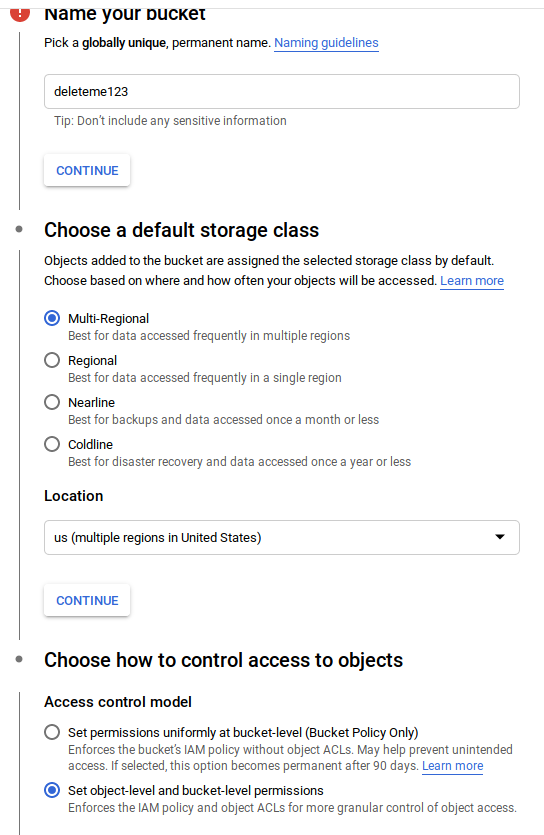 Name your bucket
Pick a globally unique, permanent name. Naming guidelines
deleteme123
Tip: Don't include any sensitive information
CONTINUE
Choose a default storage class
Objects added to the bucket are assigned the selected storage class by default.
Choose based on where and how often your objects will be accessed. Learn more
Multi-Regional
Best for data accessed frequently in multiple regions
Regional
Best for data accessed frequently in a single region
Nearline
Best for backups and data accessed once a month or less
Coldline
Best for disaster recovery and data accessed once a year or less
Location
us (multiple regions in United States)
CONTINUE
Choose how to control access to objects
Access control model
Set permissions uniformly at bucket-level (Bucket Policy Only)
Enforces the bucket's IAM policy without object ACLs. May help prevent unintended
access. If selected, this option becomes permanent after 90 days. Learn more
Set object-level and bucket-level permissions
Enforces the IAM policy and object ACLs for more granular control of object access.